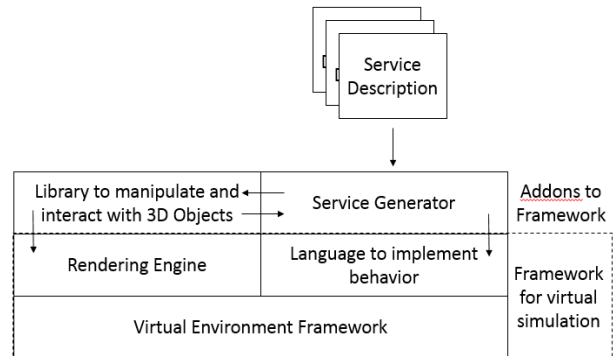 Service
Description
Library to manipulate and
interact with 3D Objects
Service Generator
Addons to
Framework
Rendering Engine
Language to implement
behavior
Framework
for virtual
simulation
Virtual Environment Framework